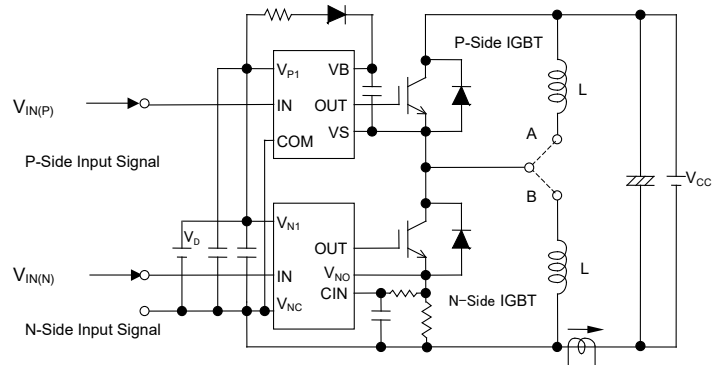 P-Side IGBT
V_P1
VB
V_IN(P)
IN
OUT
L
COM
VS
A
P-Side Input Signal
V_CC
B
V_D
V_N1
OUT
L
V_IN(N)
IN
V_NO
CIN
N-Side IGBT
V_NC
N-Side Input Signal